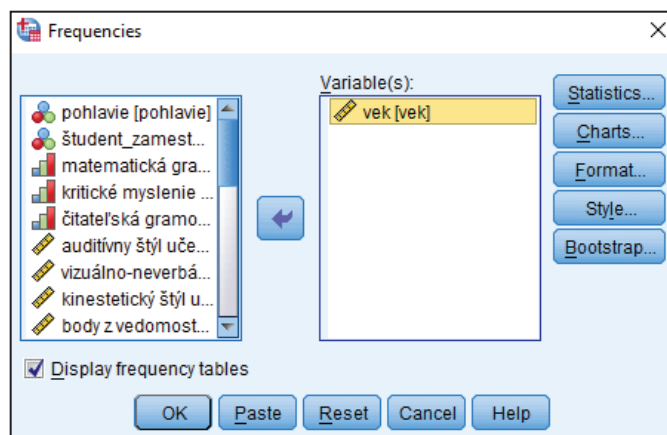 Frequencies
pohlavie [pohlavie]
študent_zamest...
matematická gra...
kritické myslenie ...
čitateľská gramo...
auditívny štýl uče...
vizuálno-neverbá...
kinestetický štýl u...
body z vedomost...
Variable(s):
vek [vek]
Statistics...
Charts...
Format...
Style...
Bootstrap...
Display frequency tables
OK
Paste
Reset
Cancel
Help